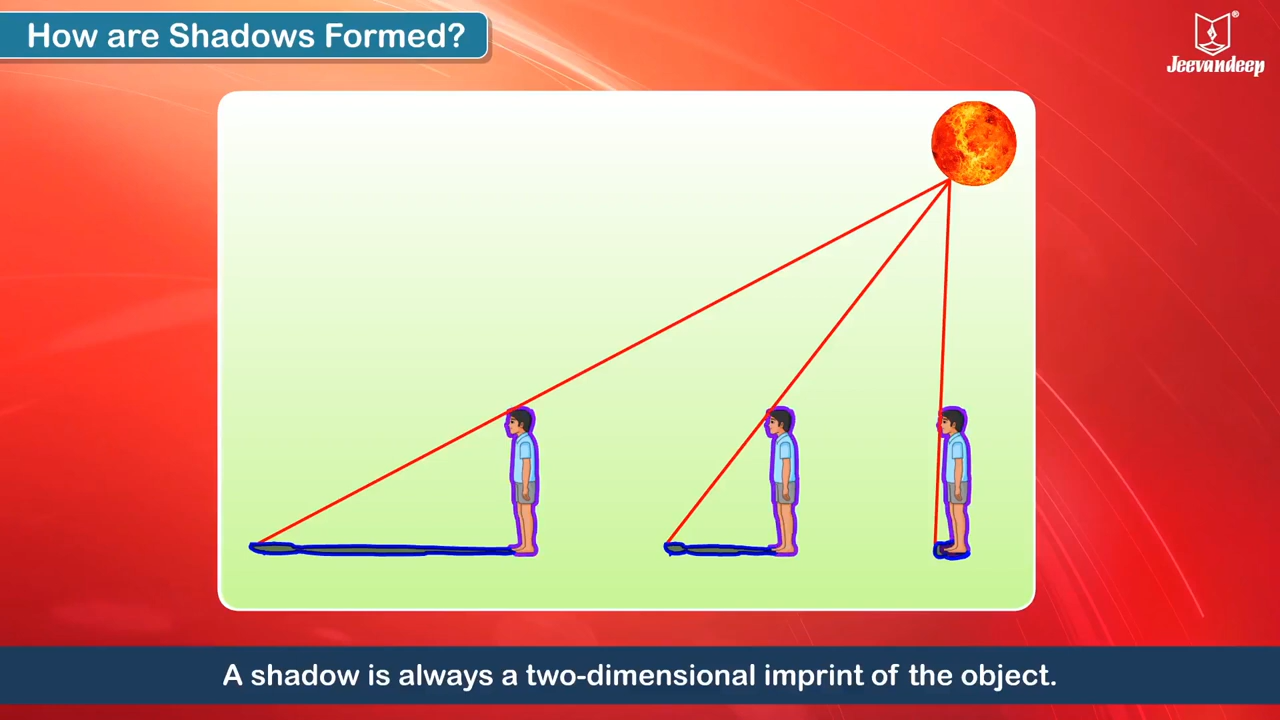 How are Shadows Formed?
®
Jeevandeep
A shadow is always a two-dimensional imprint of the object.